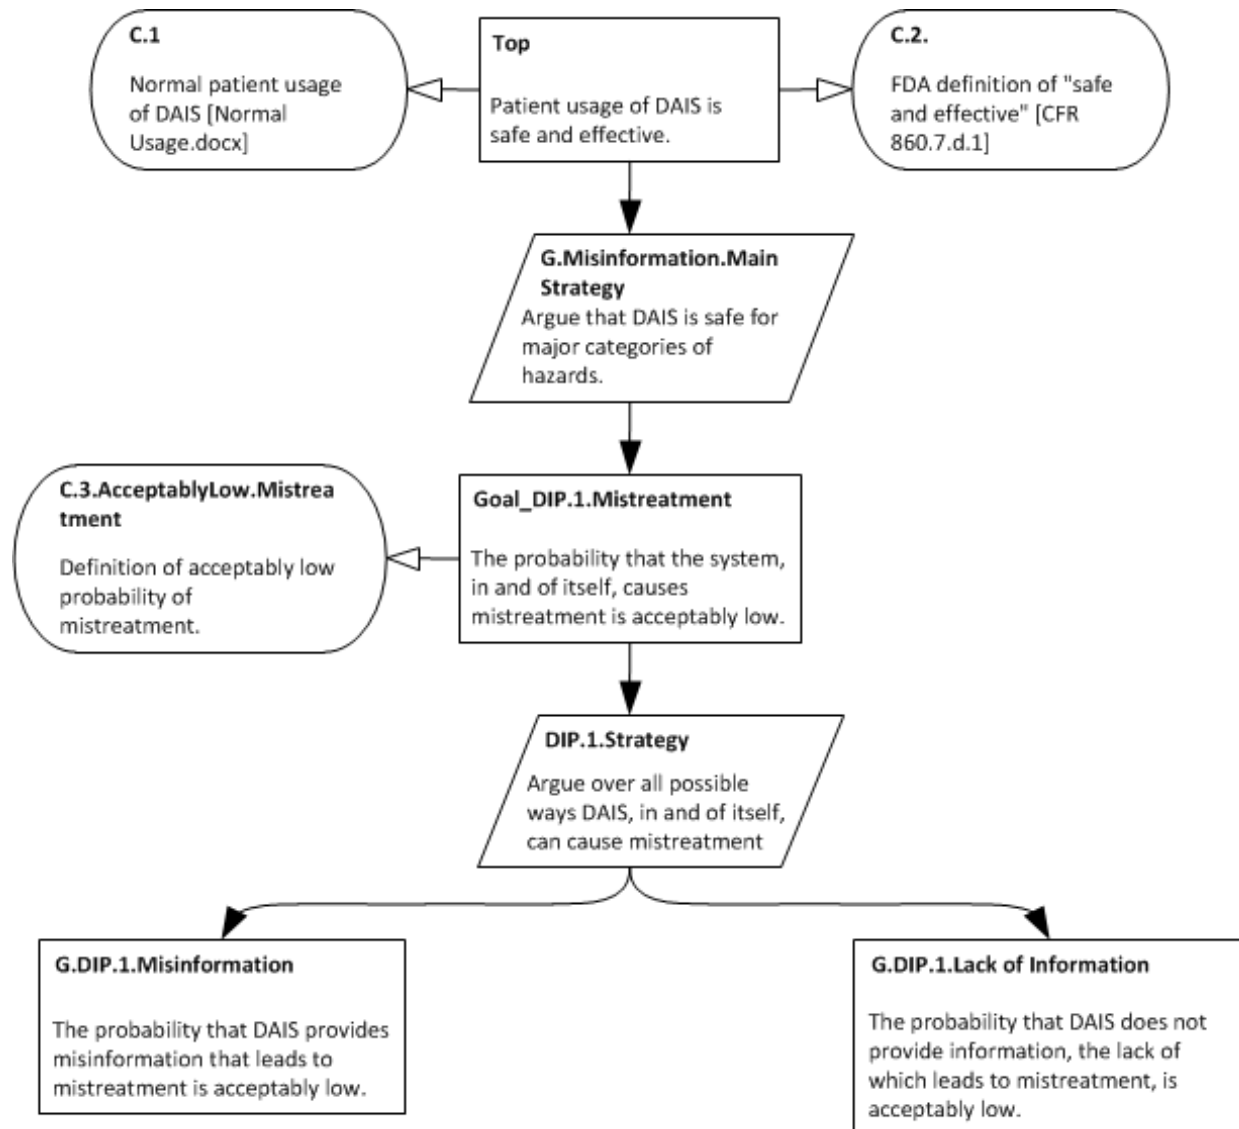 C.1
Normal patient usage
of DAIS [Normal
Usage.docx]
Top
Patient usage of DAIS is
safe and effective.
C.2.
FDA definition of "safe
and effective" [CFR
860.7.d.1]
G.Misinformation.Main
Strategy
Argue that DAIS is safe for
major categories of
hazards.
C.3.AcceptablyLow.Mistrea
tment
Definition of acceptably low
probability of
mistreatment.
Goal_DIP.1.Mistreatment
The probability that the system,
in and of itself, causes
mistreatment is acceptably low.
DIP.1.Strategy
Argue over all possible
ways DAIS, in and of itself,
can cause mistreatment
G.DIP.1.Misinformation
The probability that DAIS provides
misinformation that leads to
mistreatment is acceptably low.
G.DIP.1.Lack of Information
The probability that DAIS does not
provide information, the lack of
which leads to mistreatment, is
acceptably low.